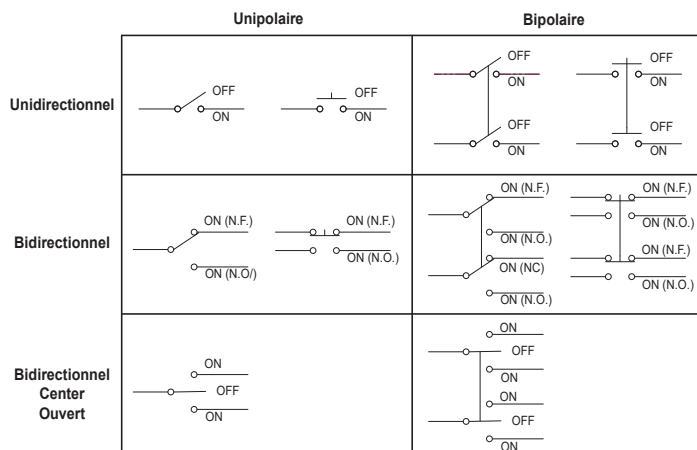 Unipolaire
Bipolaire
Unidirectionnel
OFF
ON
OFF
ON
OFF
ON
OFF
ON
OFF
ON
OFF
ON
Bidirectionnel
ON (N.F.)
ON (N.O/)
ON (N.F.)
ON (N.O.)
ON (N.F.)
ON (N.O.)
ON (NC)
ON (N.O.)
ON (N.F.)
ON (N.O.)
ON (N.F.)
ON (N.O.)
Bidirectionnel
Center
Ouvert
ON
OFF
ON
ON
OFF
ON
ON
OFF
ON